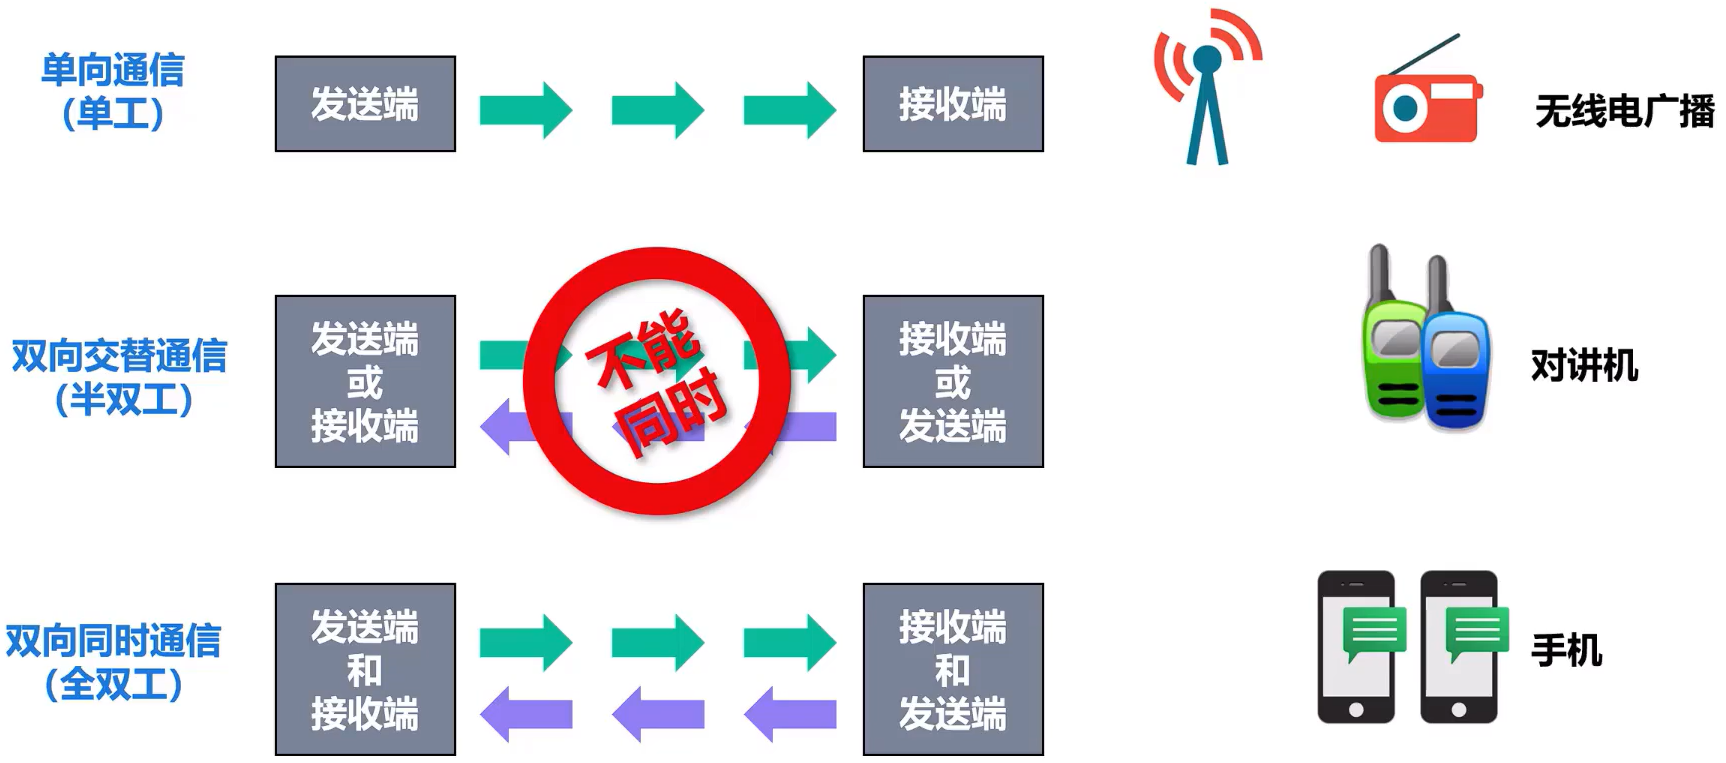 单向通信
（单工）
发送端
接收端
无线电广播
双向交替通信
（半双工）
发送端
或
接收端
不能
同时
接收端
或
发送端
对讲机
双向同时通信
（全双工）
发送端
和
接收端
接收端
和
发送端
手机